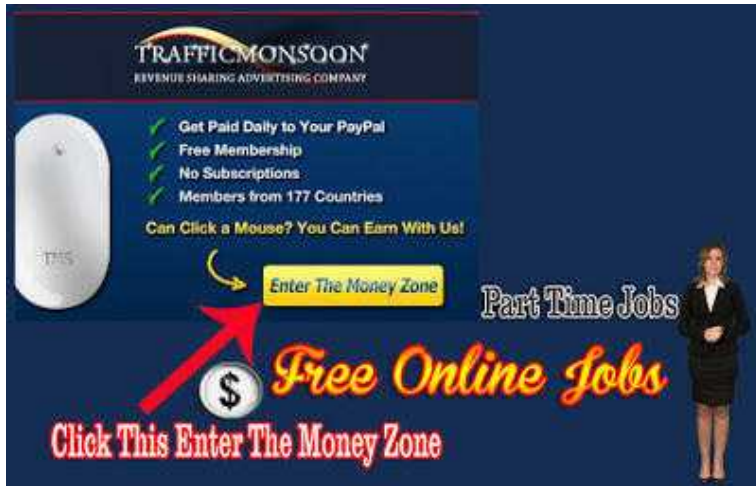 TRAFFICMONSOON
REVENUE SHARING ADVERTISING COMPANY
Get Paid Daily to Your PayPal
Free Membership
No Subscriptions
Members from 177 Countries
Can Click a Mouse? You Can Earn With Us!
TMS
Enter The Money Zone
Part Time Jobs
$ Free Online Jobs
Click This Enter The Money Zone